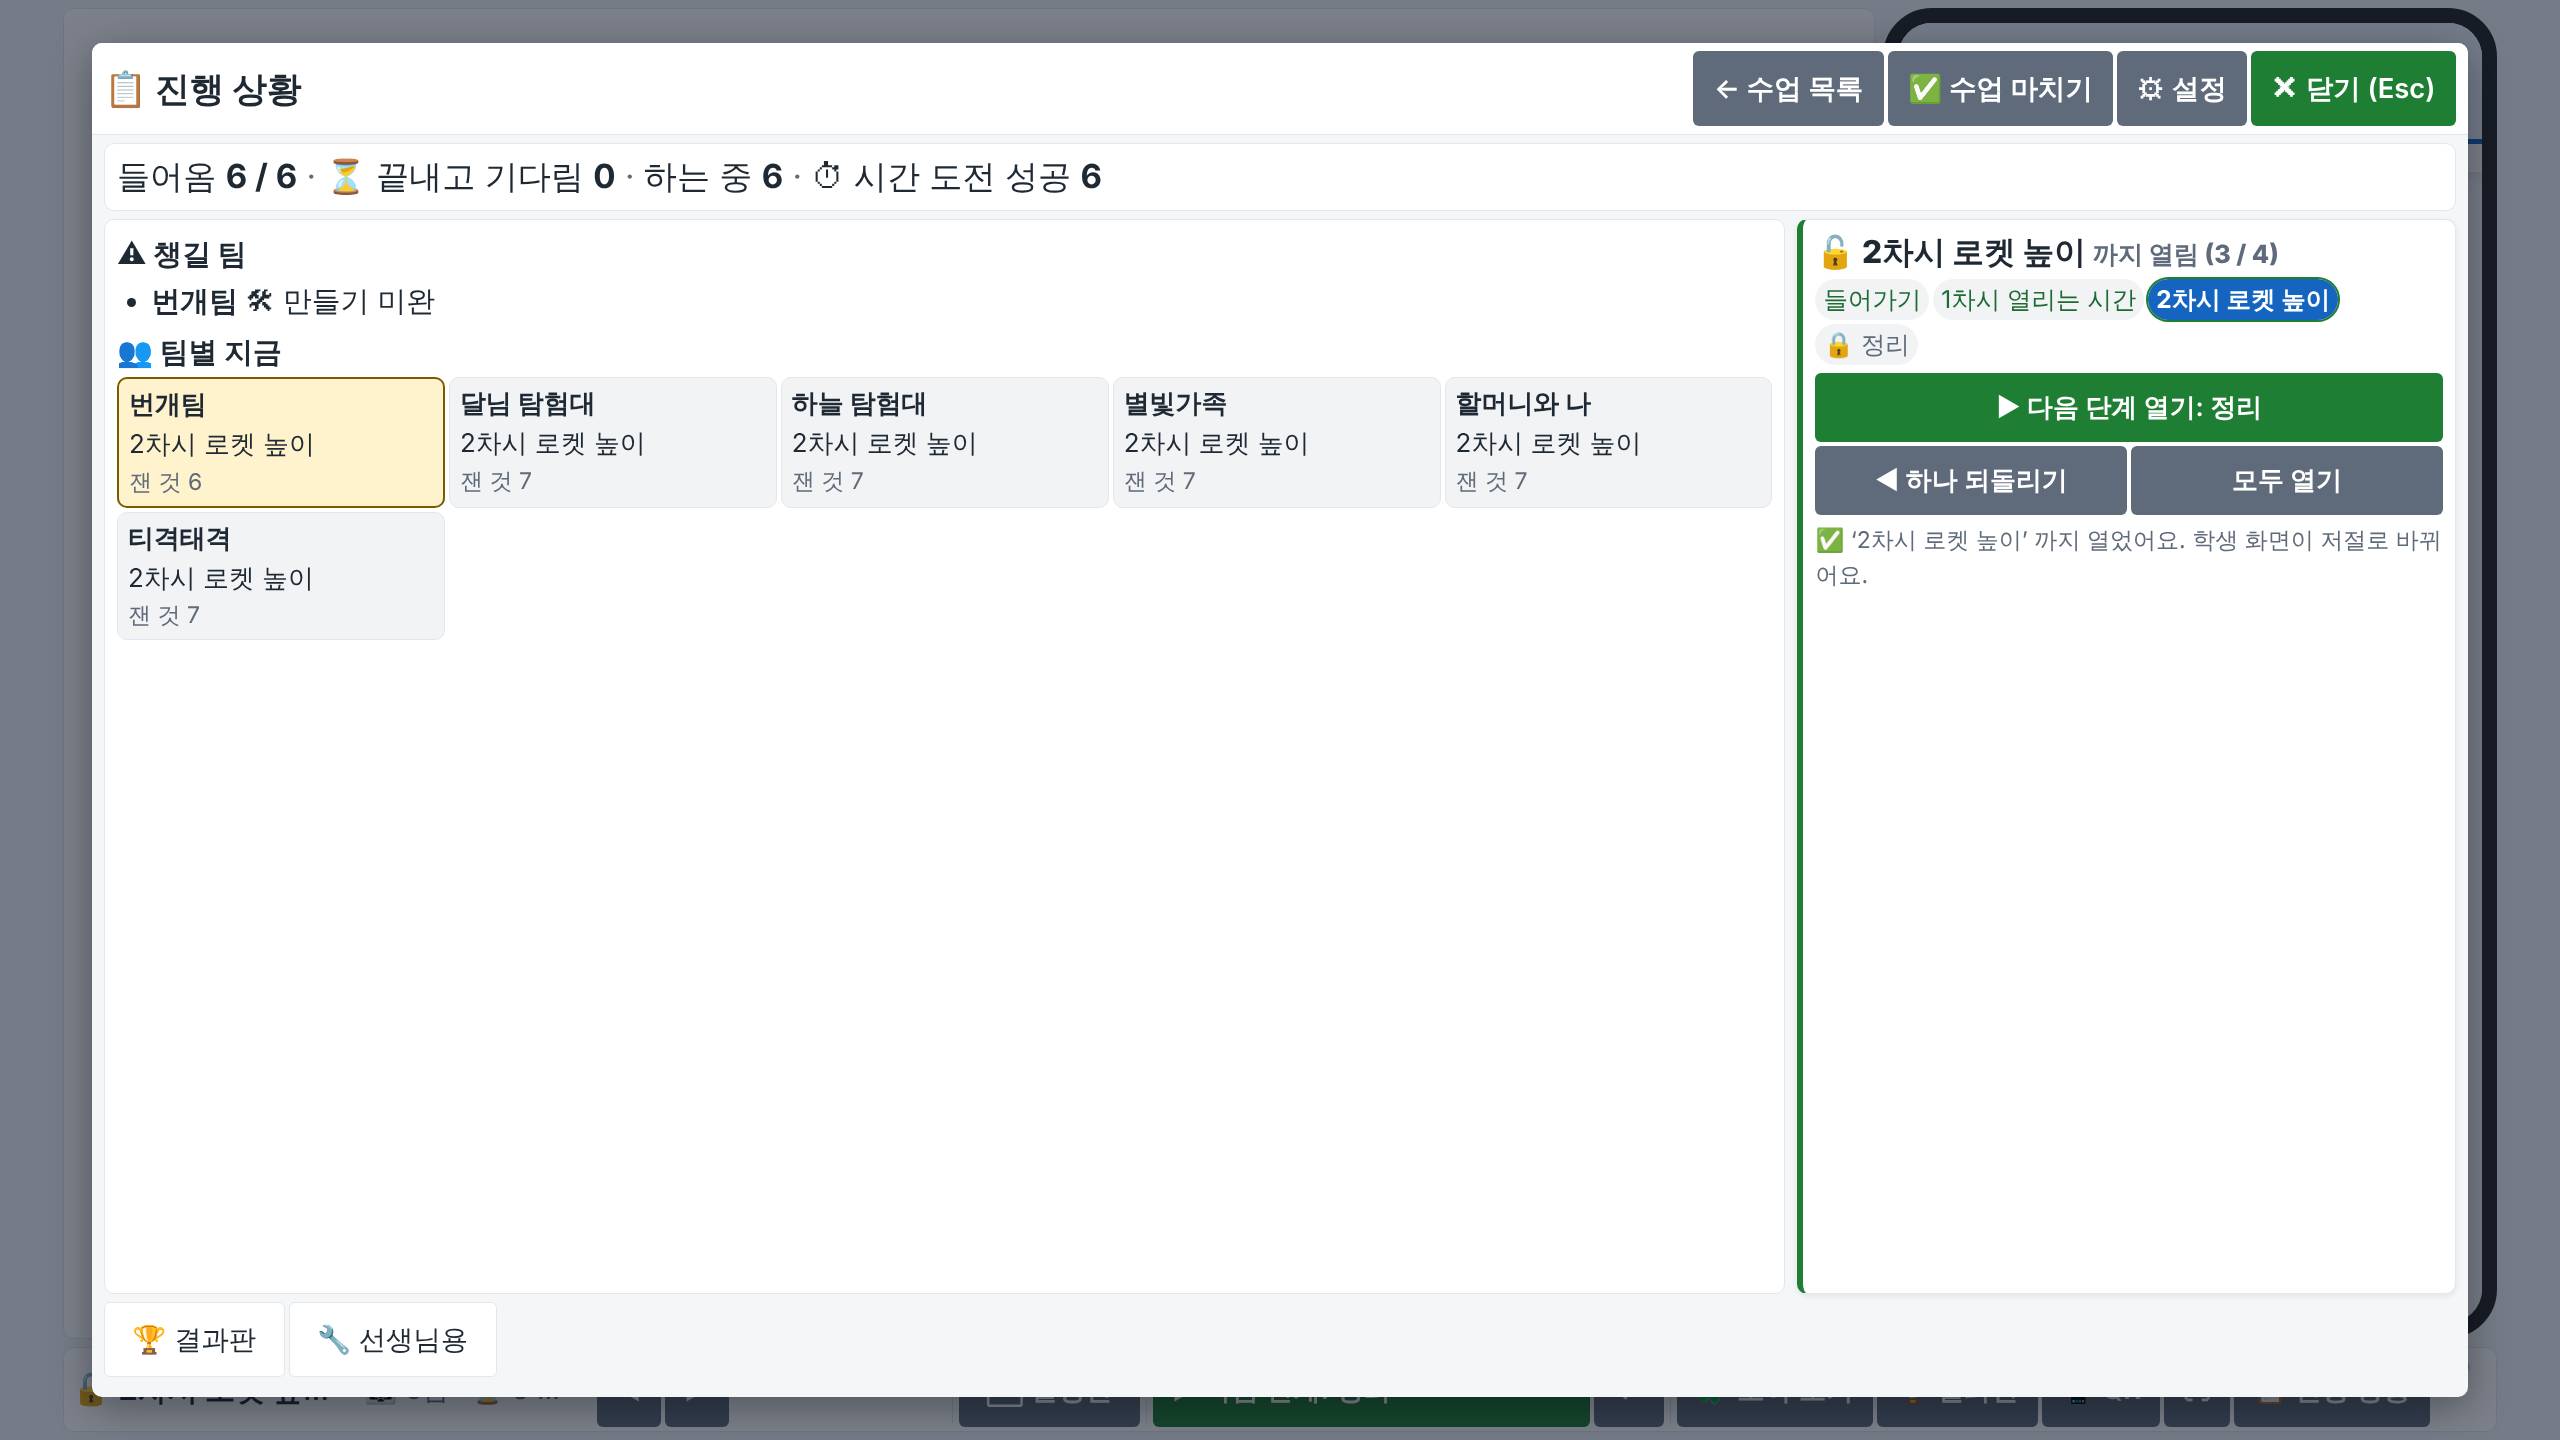 📋 진행 상황
← 수업 목록
✅ 수업 마치기
⚙ 설정
✖ 닫기 (Esc)
들어옴 6 / 6 · ⏳ 끝내고 기다림 0 · 하는 중 6 · ⏱ 시간 도전 성공 6
⚠ 챙길 팀
• 번개팀 🛠 만들기 미완
👥 팀별 지금
번개팀
2차시 로켓 높이
잰 것 6
달님 탐험대
2차시 로켓 높이
잰 것 7
하늘 탐험대
2차시 로켓 높이
잰 것 7
별빛가족
2차시 로켓 높이
잰 것 7
할머니와 나
2차시 로켓 높이
잰 것 7
티격태격
2차시 로켓 높이
잰 것 7
🔓 2차시 로켓 높이 까지 열림 (3 / 4)
들어가기 1차시 열리는 시간 2차시 로켓 높이
🔒 정리
▶ 다음 단계 열기: 정리
◀ 하나 되돌리기
모두 열기
✅ ‘2차시 로켓 높이’ 까지 열었어요. 학생 화면이 저절로 바뀌
어요.
🏆 결과판
🔧 선생님용